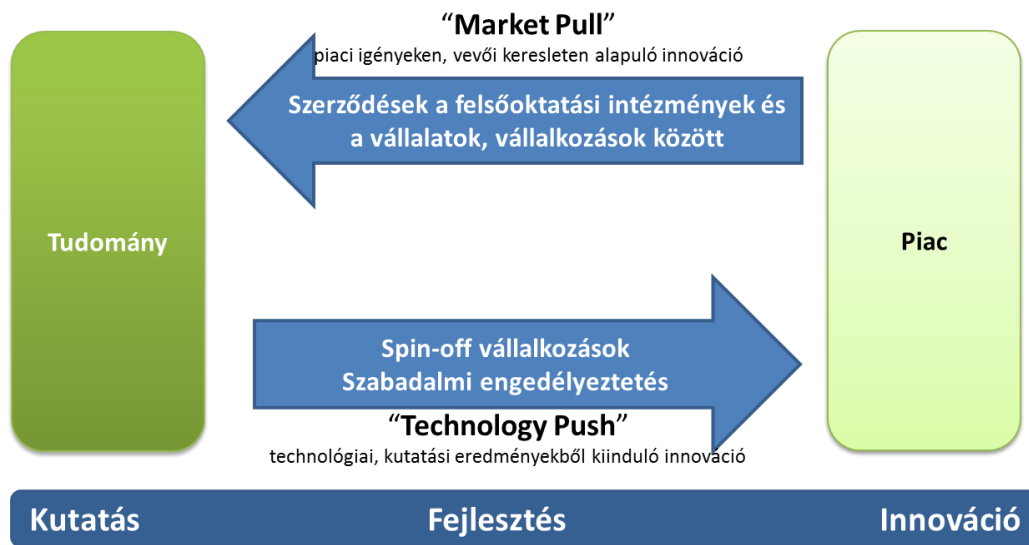 “Market Pull”
piaci igényeken, vevői keresleten alapuló innováció
Szerződések a felsőoktatási intézmények és
a vállalatok, vállalkozások között
Tudomány
Piac
Spin-off vállalkozások
Szabadalmi engedélyeztetés
“Technology Push”
technológiai, kutatási eredményekből kiinduló innováció
Kutatás Fejlesztés Innováció